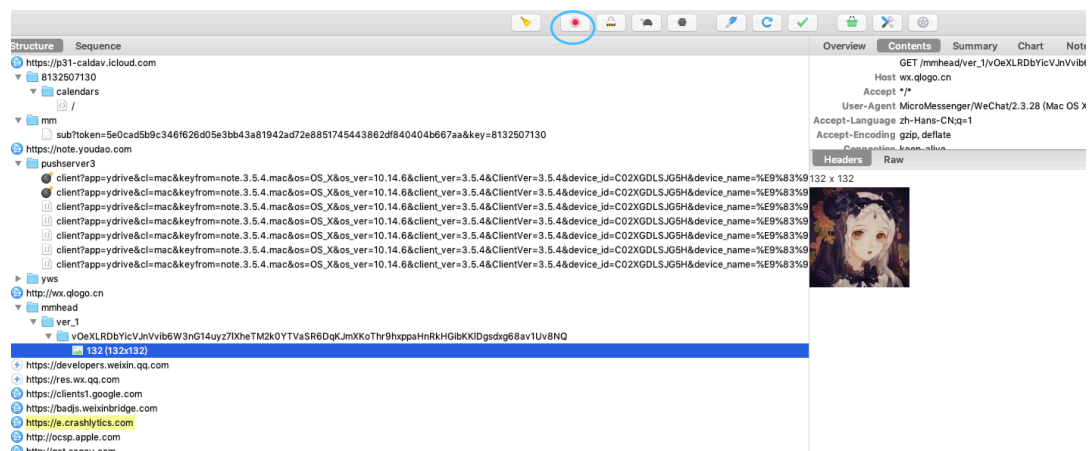 Structure Sequence
https://p31-caldav.icloud.com
8132507130
calendars
/
mm
sub?token=5e0cad5b9c346f626d05e3bb43a81942ad72e8851745443862df840404b667aa&key=8132507130
https://note.youdao.com
pushserver3
client?app=ydrive&cl=mac&keyfrom=note.3.5.4.mac&os=OS_X&os_ver=10.14.6&client_ver=3.5.4&ClientVer=3.5.4&device_id=C02XGDLSJG5H&device_name=%E9%83%9
client?app=ydrive&cl=mac&keyfrom=note.3.5.4.mac&os=OS_X&os_ver=10.14.6&client_ver=3.5.4&ClientVer=3.5.4&device_id=C02XGDLSJG5H&device_name=%E9%83%9
client?app=ydrive&cl=mac&keyfrom=note.3.5.4.mac&os=OS_X&os_ver=10.14.6&client_ver=3.5.4&ClientVer=3.5.4&device_id=C02XGDLSJG5H&device_name=%E9%83%9
client?app=ydrive&cl=mac&keyfrom=note.3.5.4.mac&os=OS_X&os_ver=10.14.6&client_ver=3.5.4&ClientVer=3.5.4&device_id=C02XGDLSJG5H&device_name=%E9%83%9
client?app=ydrive&cl=mac&keyfrom=note.3.5.4.mac&os=OS_X&os_ver=10.14.6&client_ver=3.5.4&ClientVer=3.5.4&device_id=C02XGDLSJG5H&device_name=%E9%83%9
client?app=ydrive&cl=mac&keyfrom=note.3.5.4.mac&os=OS_X&os_ver=10.14.6&client_ver=3.5.4&ClientVer=3.5.4&device_id=C02XGDLSJG5H&device_name=%E9%83%9
client?app=ydrive&cl=mac&keyfrom=note.3.5.4.mac&os=OS_X&os_ver=10.14.6&client_ver=3.5.4&ClientVer=3.5.4&device_id=C02XGDLSJG5H&device_name=%E9%83%9
yws
http://wx.qlogo.cn
mmhead
ver_1
vOeXLRDbYicVJnVvib6W3nG14uyz7lXheTM2k0YTVaSR6DqKJmXKoThr9hxppaHnRkHGibKKlDgsdxg68av1Uv8NQ
132 (132x132)
https://developers.weixin.qq.com
https://res.wx.qq.com
https://clients1.google.com
https://badjs.weixinbridge.com
https://e.crashlytics.com
http://ocsp.apple.com
Overview Contents Summary Chart Note
GET /mmhead/ver_1/vOeXLRDbYicVJnVvib6
Host wx.qlogo.cn
Accept */*
User-Agent MicroMessenger/WeChat/2.3.28 (Mac OS X
Accept-Language zh-Hans-CN;q=1
Accept-Encoding gzip, deflate
Connection keep-alive
Headers Raw
132 x 132